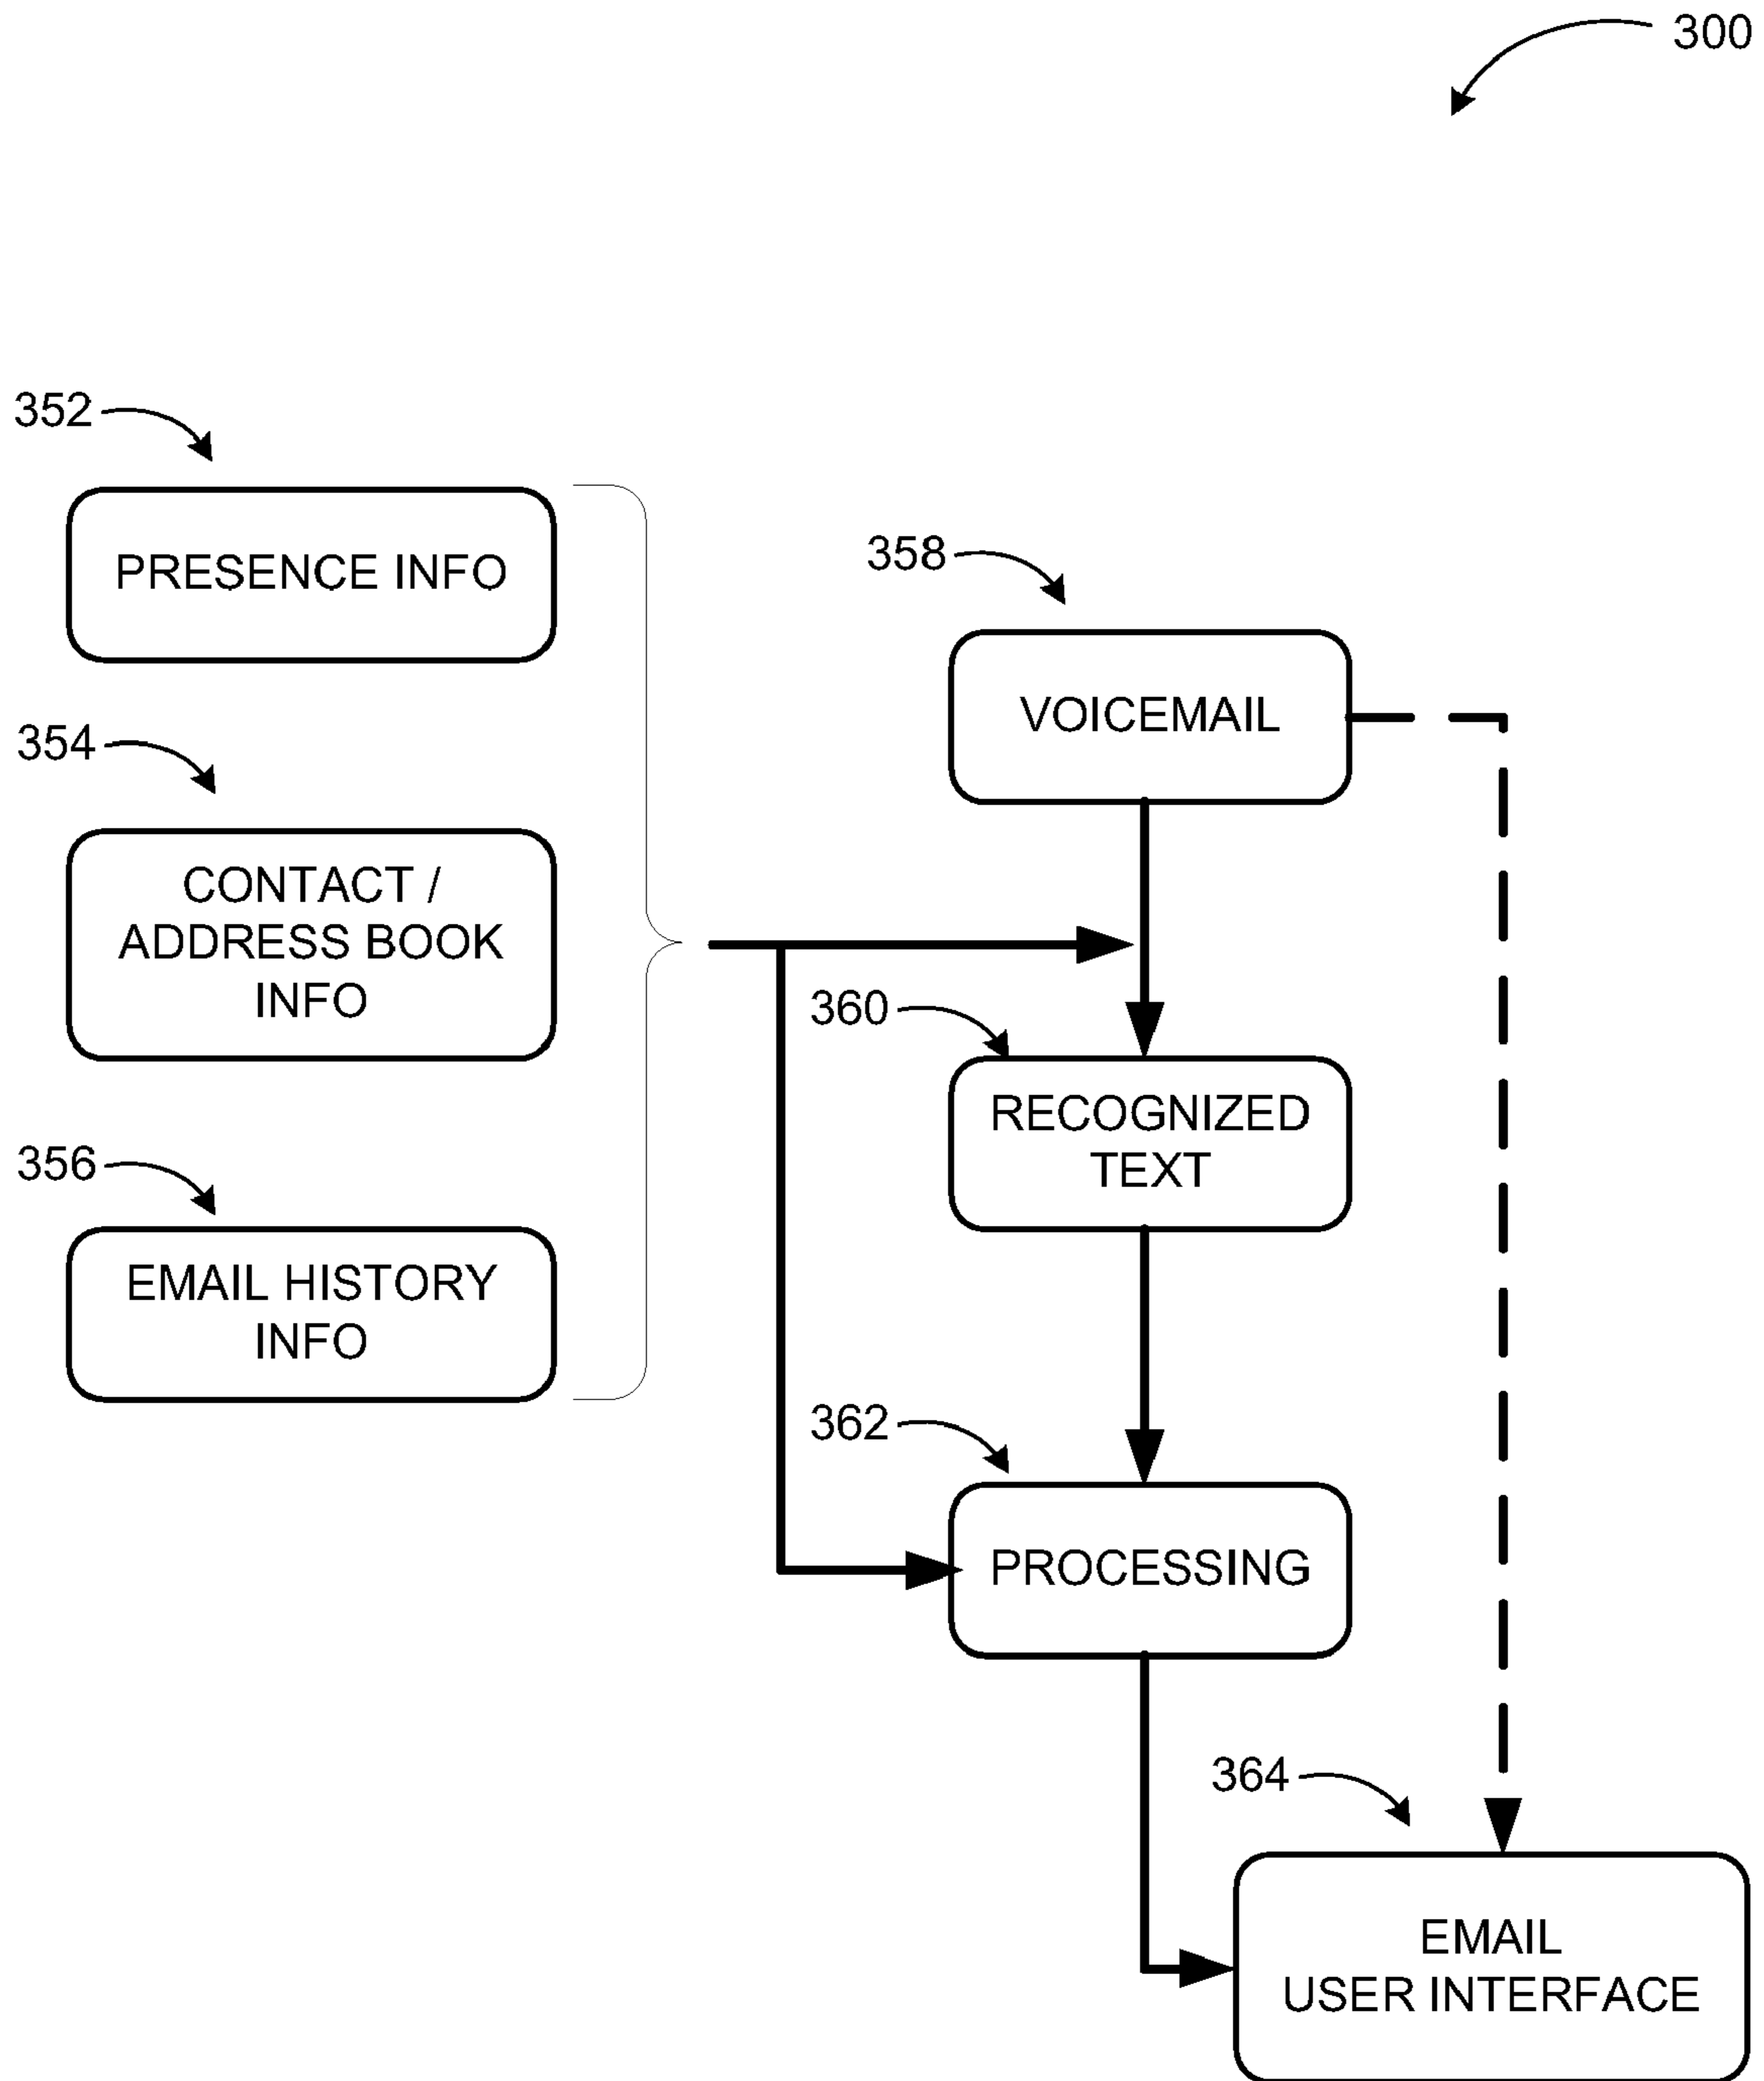 300
352
PRESENCE INFO
354
CONTACT /
ADDRESS BOOK
INFO
356
EMAIL HISTORY
INFO
358
VOICEMAIL
360
RECOGNIZED
TEXT
362
PROCESSING
364
EMAIL
USER INTERFACE